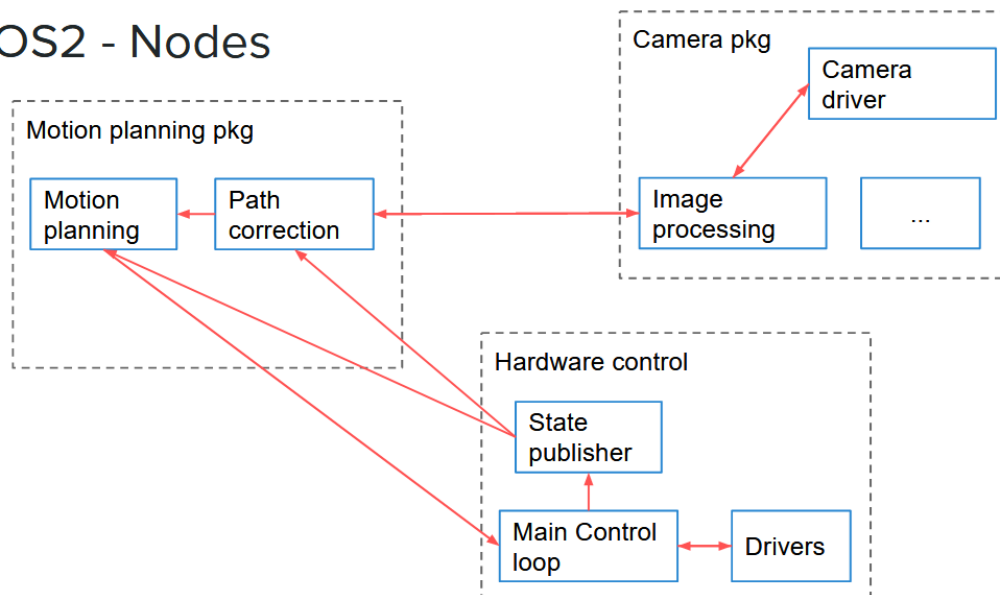 OS2 - Nodes
Camera pkg
Camera
driver
Motion planning pkg
Motion
planning
Path
correction
Image
processing
...
Hardware control
State
publisher
Main Control
loop
Drivers